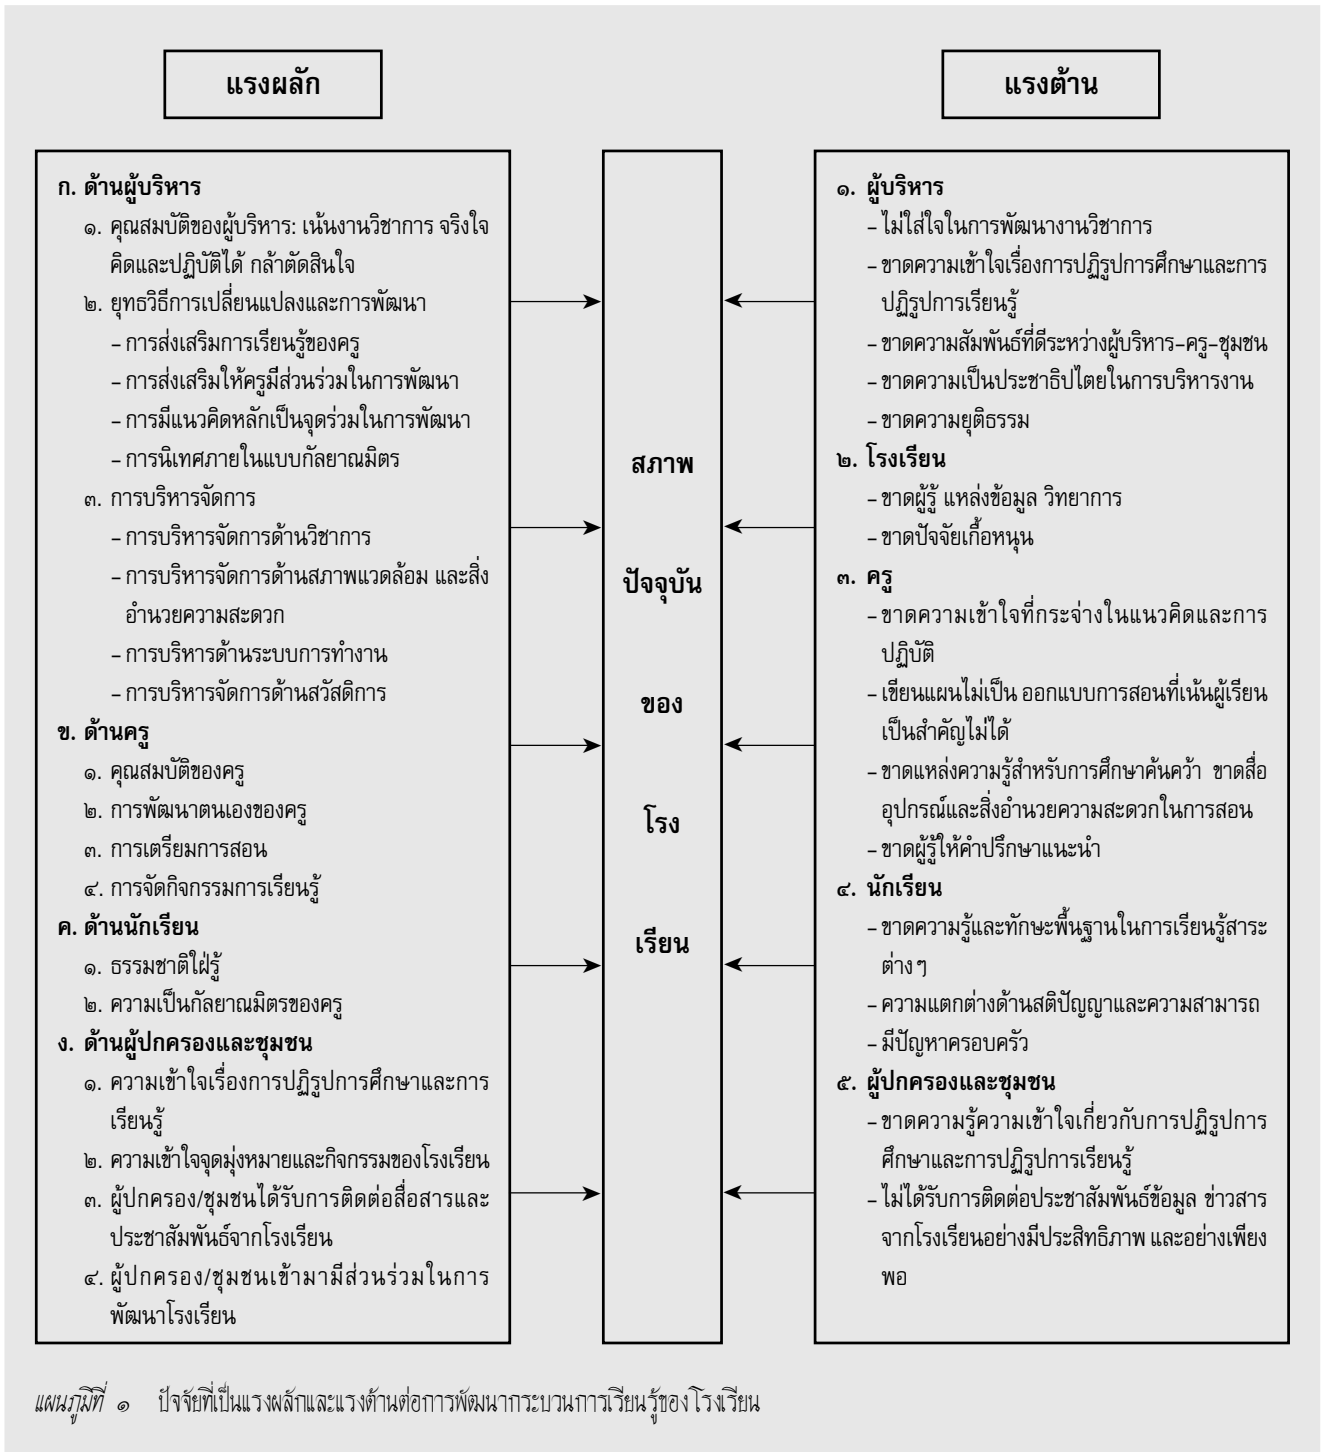 แรงผลัก
ก. ด้านผู้บริหาร
๑. คุณสมบัติของผู้บริหาร: เน้นงานวิชาการ จริงใจ
คิดและปฏิบัติได้ กล้าตัดสินใจ
๒. ยุทธวิธีการเปลี่ยนแปลงและการพัฒนา
– การส่งเสริมการเรียนรู้ของครู
– การส่งเสริมให้ครูมีส่วนร่วมในการพัฒนา
– การมีแนวคิดหลักเป็นจุดร่วมในการพัฒนา
– การนิเทศภายในแบบกัลยาณมิตร
๓. การบริหารจัดการ
– การบริหารจัดการด้านวิชาการ
– การบริหารจัดการด้านสภาพแวดล้อม และสิ่ง
อำนวยความสะดวก
– การบริหารด้านระบบการทำงาน
– การบริหารจัดการด้านสวัสดิการ
ข. ด้านครู
๑. คุณสมบัติของครู
๒. การพัฒนาตนเองของครู
๓. การเตรียมการสอน
๔. การจัดกิจกรรมการเรียนรู้
ค. ด้านนักเรียน
๑. ธรรมชาติใฝ่รู้
๒. ความเป็นกัลยาณมิตรของครู
ง. ด้านผู้ปกครองและชุมชน
๑. ความเข้าใจเรื่องการปฏิรูปการศึกษาและการ
เรียนรู้
๒. ความเข้าใจจุดมุ่งหมายและกิจกรรมของโรงเรียน
๓. ผู้ปกครอง/ชุมชนได้รับการติดต่อสื่อสารและ
ประชาสัมพันธ์จากโรงเรียน
๔. ผู้ปกครอง/ชุมชนเข้ามามีส่วนร่วมในการ
พัฒนาโรงเรียน
สภาพ
ปัจจุบัน
ของ
โรง
เรียน
แรงต้าน
๑. ผู้บริหาร
– ไม่ใส่ใจในการพัฒนางานวิชาการ
– ขาดความเข้าใจเรื่องการปฏิรูปการศึกษาและการ
ปฏิรูปการเรียนรู้
– ขาดความสัมพันธ์ที่ดีระหว่างผู้บริหาร–ครู–ชุมชน
– ขาดความเป็นประชาธิปไตยในการบริหารงาน
– ขาดความยุติธรรม
๒. โรงเรียน
– ขาดผู้รู้ แหล่งข้อมูล วิทยาการ
– ขาดปัจจัยเกื้อหนุน
๓. ครู
– ขาดความเข้าใจที่กระจ่างในแนวคิดและการ
ปฏิบัติ
– เขียนแผนไม่เป็น ออกแบบการสอนที่เน้นผู้เรียน
เป็นสำคัญไม่ได้
– ขาดแหล่งความรู้สำหรับการศึกษาค้นคว้า ขาดสื่อ
อุปกรณ์และสิ่งอำนวยความสะดวกในการสอน
– ขาดผู้รู้ให้คำปรึกษาแนะนำ
๔. นักเรียน
– ขาดความรู้และทักษะพื้นฐานในการเรียนรู้สาระ
ต่างๆ
– ความแตกต่างด้านสติปัญญาและความสามารถ
– มีปัญหาครอบครัว
๕. ผู้ปกครองและชุมชน
– ขาดความรู้ความเข้าใจเกี่ยวกับการปฏิรูปการ
ศึกษาและการปฏิรูปการเรียนรู้
– ไม่ได้รับการติดต่อประชาสัมพันธ์ข้อมูล ข่าวสาร
จากโรงเรียนอย่างมีประสิทธิภาพ และอย่างเพียง
พอ
แผนภูมิที่ ๑ ปัจจัยที่เป็นแรงผลักและแรงต้านต่อการพัฒนากระบวนการเรียนรู้ของโรงเรียน